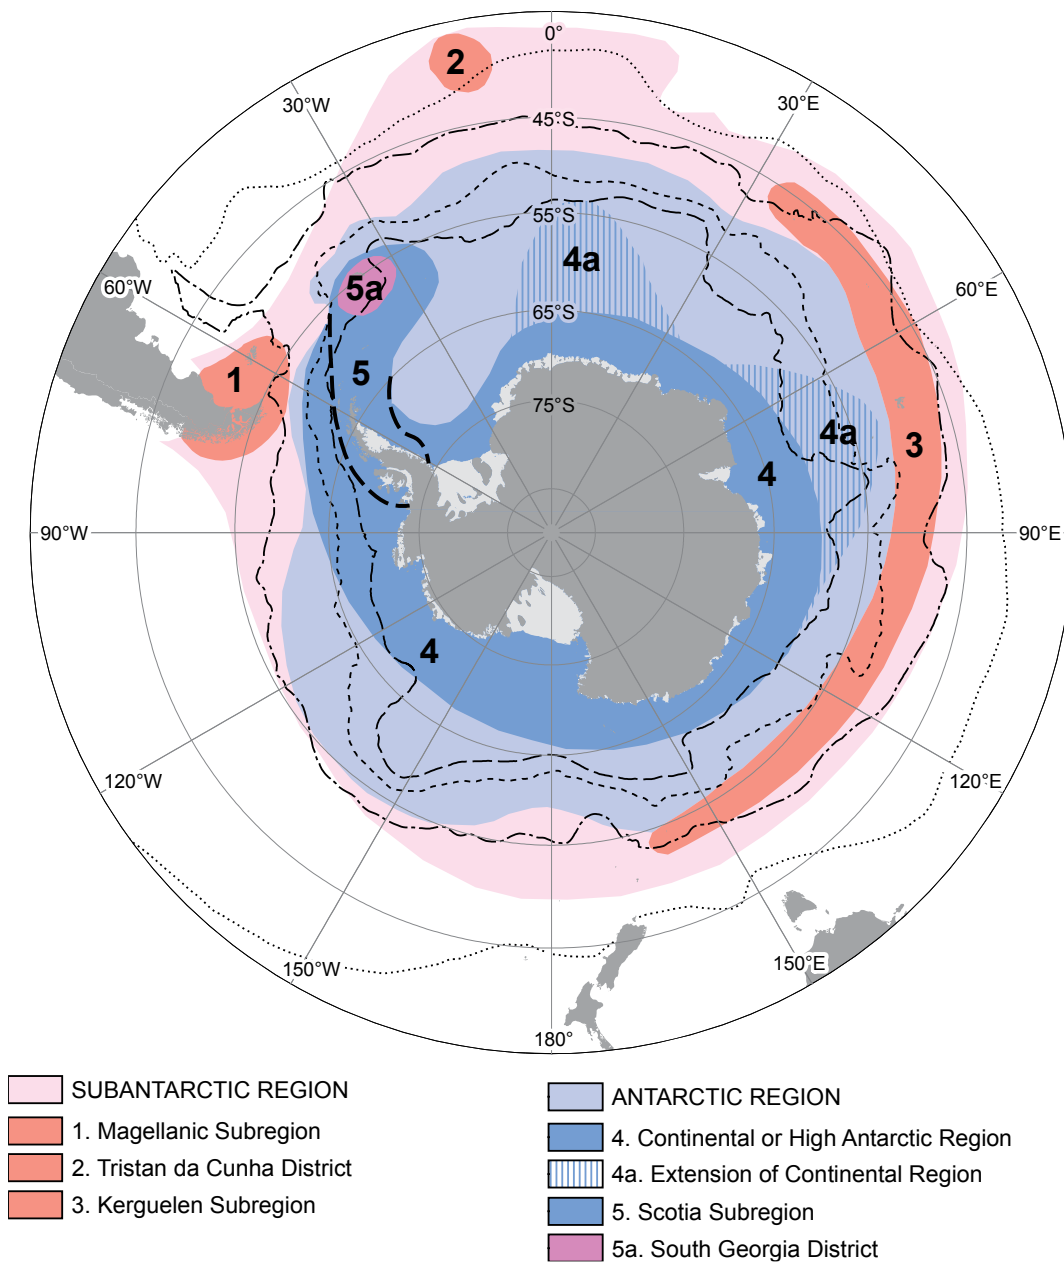 0°
2
30°W
30°E
45°S
55°S
4a
5a
60°W
60°E
65°S
1
5
75°S
4a
3
4
90°W
90°E
4
120°W
120°E
150°W
150°E
180°
SUBANTARCTIC REGION
1. Magellanic Subregion
2. Tristan da Cunha District
3. Kerguelen Subregion
ANTARCTIC REGION
4. Continental or High Antarctic Region
4a. Extension of Continental Region
5. Scotia Subregion
5a. South Georgia District